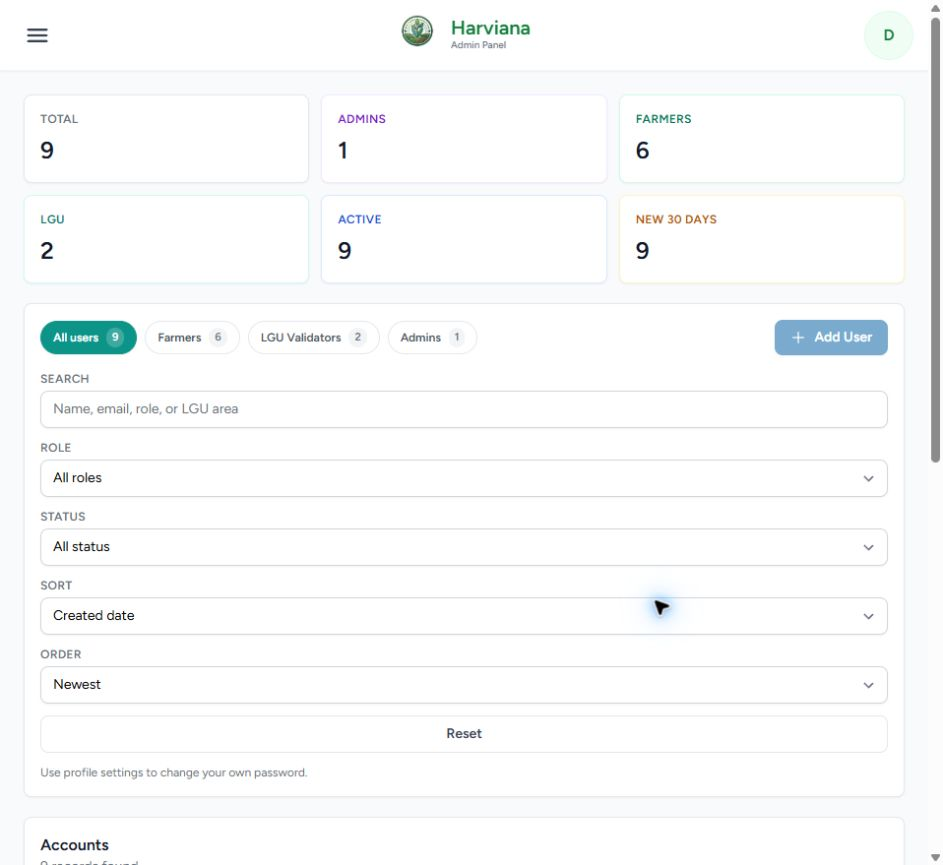 Harviana
Admin Panel
D
TOTAL
9
ADMINS
1
FARMERS
6
LGU
2
ACTIVE
9
NEW 30 DAYS
9
All users 9 Farmers 6 LGU Validators 2 Admins 1 + Add User
SEARCH
Name, email, role, or LGU area
ROLE
All roles
STATUS
All status
SORT
Created date
ORDER
Newest
Reset
Use profile settings to change your own password.
Accounts
9 records found